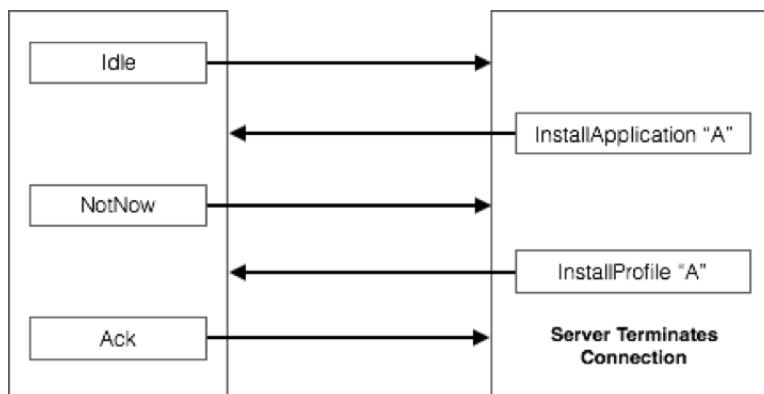 Idle
InstallApplication “A”
NotNow
InstallProfile “A”
Ack
Server Terminates
Connection